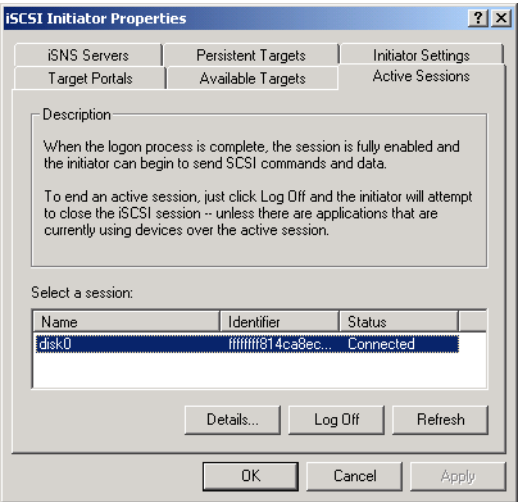 iSCSI Initiator Properties
iSNS Servers Persistent Targets Initiator Settings
Target Portals Available Targets Active Sessions
Description
When the logon process is complete, the session is fully enabled and
the initiator can begin to send SCSI commands and data.
To end an active session, just click Log Off and the initiator will attempt
to close the iSCSI session -- unless there are applications that are
currently using devices over the active session.
Select a session:
Name Identifier Status
disk0 ffffffff814ca8ec... Connected
Details... Log Off Refresh
OK Cancel Apply